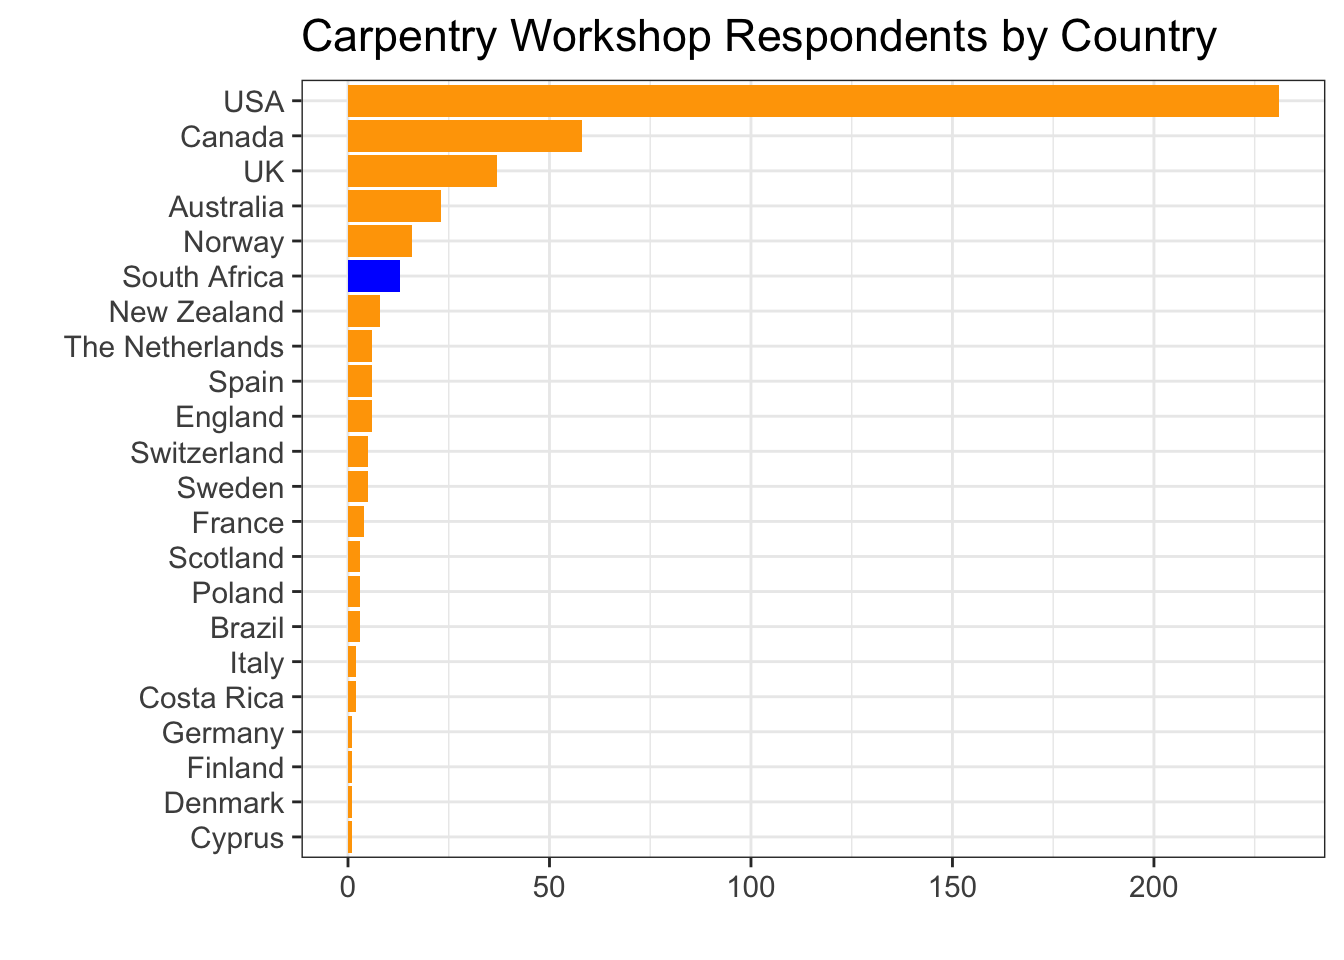 Carpentry Workshop Respondents by Country
USA
Canada
UK
Australia
Norway
South Africa
New Zealand
The Netherlands
Spain
England
Switzerland
Sweden
France
Scotland
Poland
Brazil
Italy
Costa Rica
Germany
Finland
Denmark
Cyprus
0 50 100 150 200